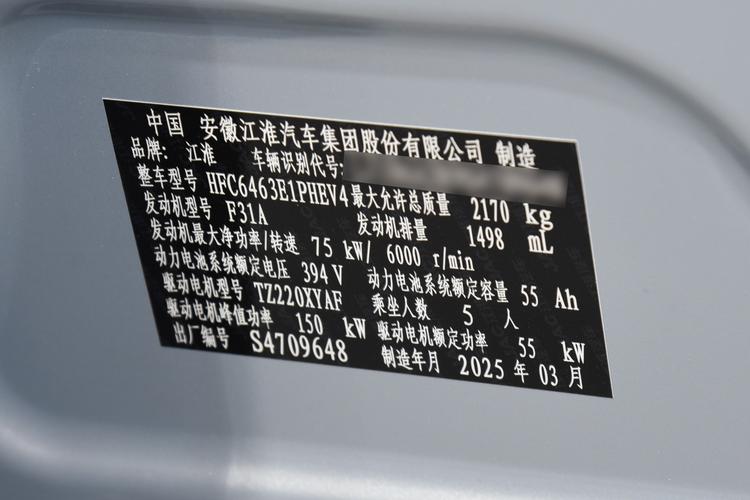 中国 安徽江淮汽车集团股份有限公司 制造
品牌: 江淮 车辆识别代号:
整车型号 HFC6463E1PHEV4 最大允许总质量 2170 kg
发动机型号 F31A 发动机排量 1498 mL
发动机最大净功率/转速 75 kW/ 6000 r/min
动力电池系统额定电压 394 V 动力电池系统额定容量 55 Ah
驱动电机型号 TZ220XYAF 乘坐人数 5 人
驱动电机峰值功率 150 kW 驱动电机额定功率 55 kW
出厂编号 S4709648 制造年月 2025 年 03 月